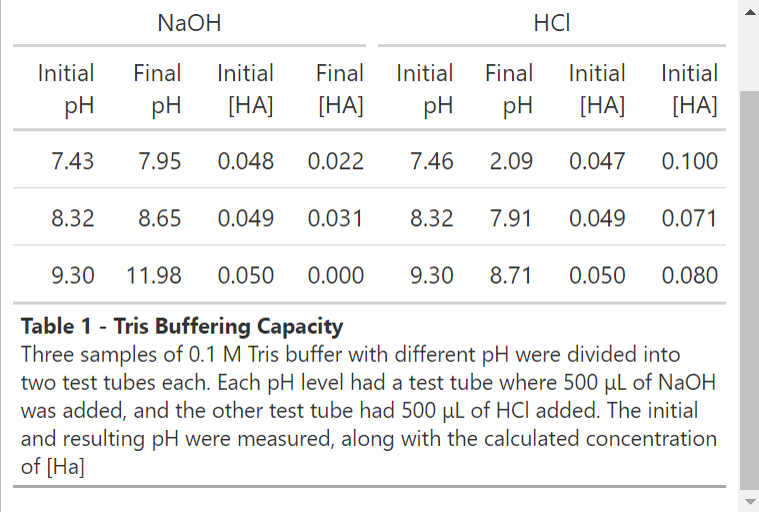 NaOH HCl
Initial Final Initial Final Initial Final Initial Initial
pH pH [HA] [HA] pH pH [HA] [HA]
7.43 7.95 0.048 0.022 7.46 2.09 0.047 0.100
8.32 8.65 0.049 0.031 8.32 7.91 0.049 0.071
9.30 11.98 0.050 0.000 9.30 8.71 0.050 0.080
Table 1 - Tris Buffering Capacity
Three samples of 0.1 M Tris buffer with different pH were divided into
two test tubes each. Each pH level had a test tube where 500 µL of NaOH
was added, and the other test tube had 500 µL of HCl added. The initial
and resulting pH were measured, along with the calculated concentration
of [Ha]